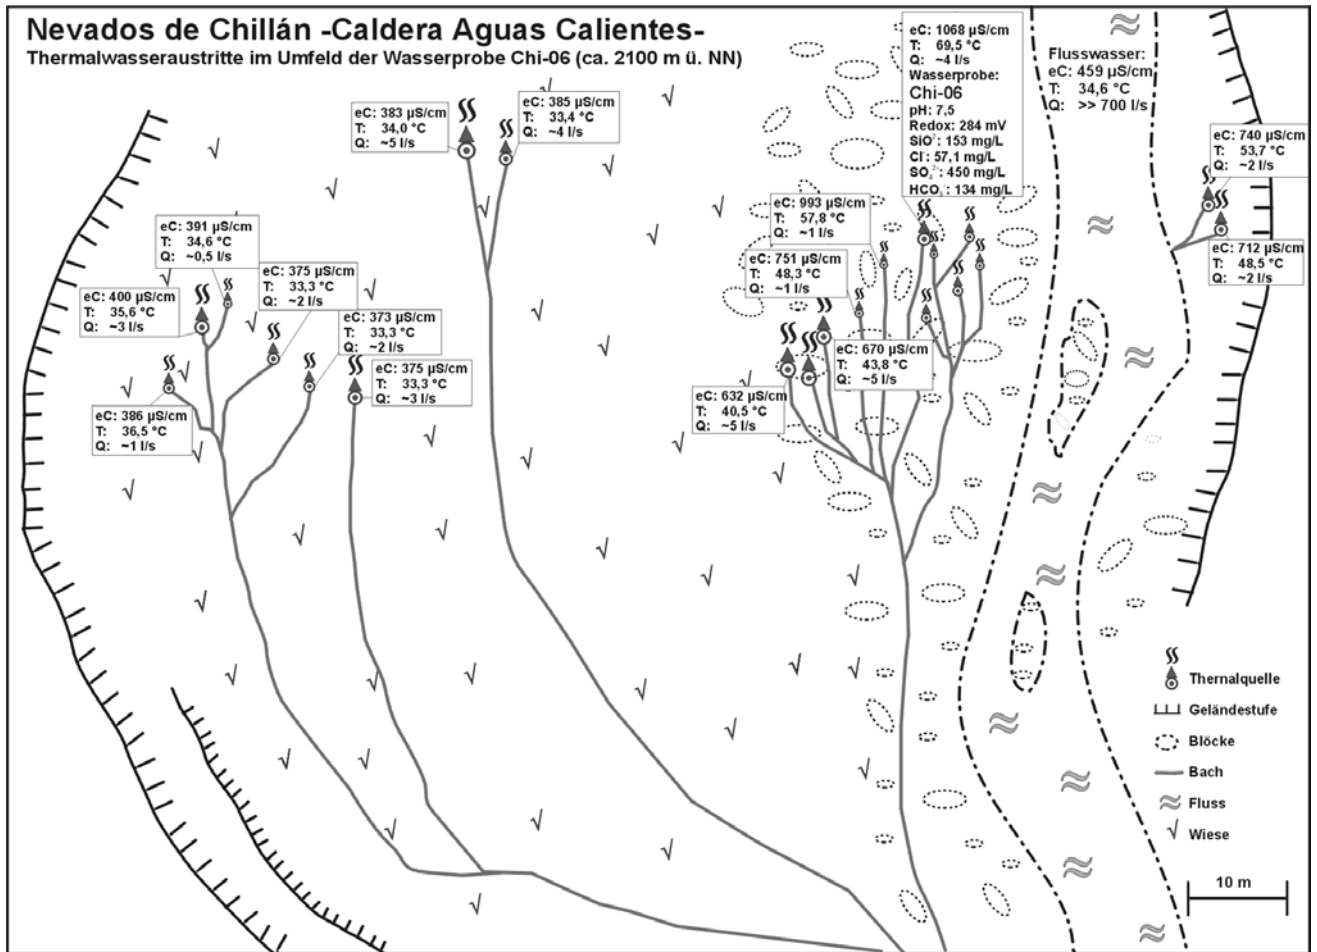 Nevados de Chillán -Caldera Aguas Calientes-
Thermalwasseraustritte im Umfeld der Wasserprobe Chi-06 (ca. 2100 m ü. NN)
eC: 1068 µS/cm
T: 69,5 °C
Q: ~4 l/s
Wasserprobe:
Chi-06
pH: 7,5
Redox: 284 mV
SiO²: 153 mg/L
Cl⁻: 57,1 mg/L
SO₄²⁻: 450 mg/L
HCO₃⁻: 134 mg/L
Flusswasser:
eC: 459 µS/cm
T: 34,6 °C
Q: >> 700 l/s
eC: 383 µS/cm
T: 34,0 °C
Q: ~5 l/s
eC: 385 µS/cm
T: 33,4 °C
Q: ~4 l/s
eC: 740 µS/cm
T: 53,7 °C
Q: ~2 l/s
eC: 993 µS/cm
T: 57,8 °C
Q: ~1 l/s
eC: 391 µS/cm
T: 34,6 °C
Q: ~0,5 l/s
eC: 712 µS/cm
T: 48,5 °C
Q: ~2 l/s
eC: 751 µS/cm
T: 48,3 °C
Q: ~1 l/s
eC: 375 µS/cm
T: 33,3 °C
Q: ~2 l/s
eC: 400 µS/cm
T: 35,6 °C
Q: ~3 l/s
eC: 373 µS/cm
T: 33,3 °C
Q: ~2 l/s
eC: 670 µS/cm
T: 43,8 °C
Q: ~5 l/s
eC: 375 µS/cm
T: 33,3 °C
Q: ~3 l/s
eC: 632 µS/cm
T: 40,5 °C
Q: ~5 l/s
eC: 386 µS/cm
T: 36,5 °C
Q: ~1 l/s
Thernalquelle
Geländestufe
Blöcke
Bach
Fluss
Wiese
10 m